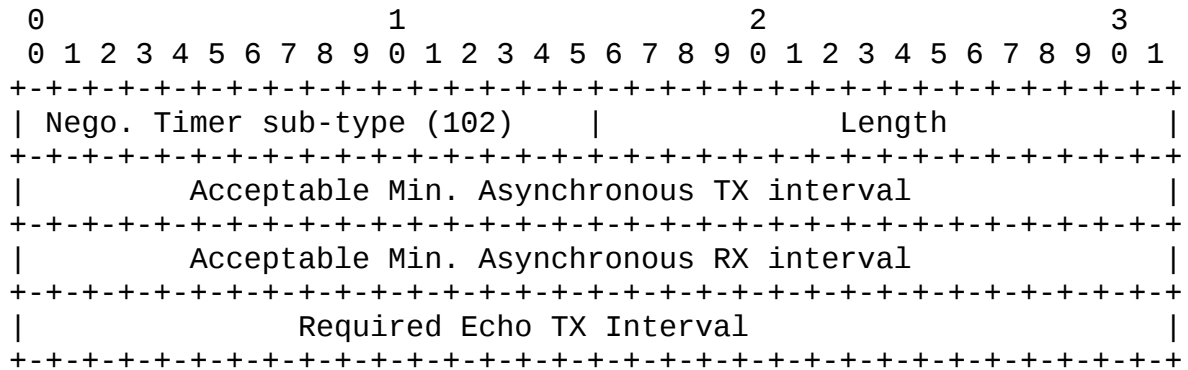 0                   1                   2                   3
0 1 2 3 4 5 6 7 8 9 0 1 2 3 4 5 6 7 8 9 0 1 2 3 4 5 6 7 8 9 0 1
+-+-+-+-+-+-+-+-+-+-+-+-+-+-+-+-+-+-+-+-+-+-+-+-+-+-+-+-+-+-+-+-+
| Nego. Timer sub-type (102)    |             Length            |
+-+-+-+-+-+-+-+-+-+-+-+-+-+-+-+-+-+-+-+-+-+-+-+-+-+-+-+-+-+-+-+-+
|         Acceptable Min. Asynchronous TX interval              |
+-+-+-+-+-+-+-+-+-+-+-+-+-+-+-+-+-+-+-+-+-+-+-+-+-+-+-+-+-+-+-+-+
|         Acceptable Min. Asynchronous RX interval              |
+-+-+-+-+-+-+-+-+-+-+-+-+-+-+-+-+-+-+-+-+-+-+-+-+-+-+-+-+-+-+-+-+
|               Required Echo TX Interval                       |
+-+-+-+-+-+-+-+-+-+-+-+-+-+-+-+-+-+-+-+-+-+-+-+-+-+-+-+-+-+-+-+-+